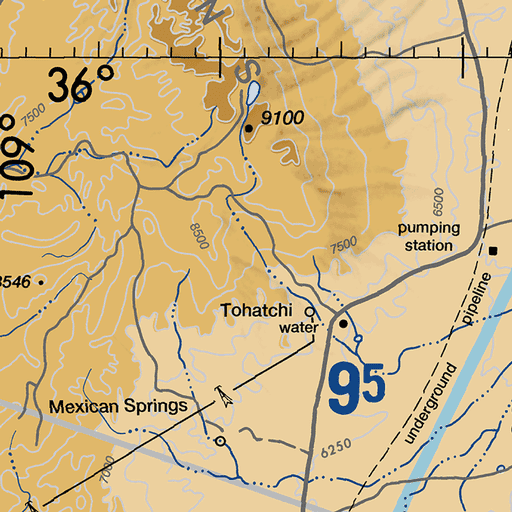 N
S
36°
109°
7500
9100
6500
8500
pumping
station
7500
8546
pipeline
Tohatchi
water
95
underground
Mexican Springs
6250
7000